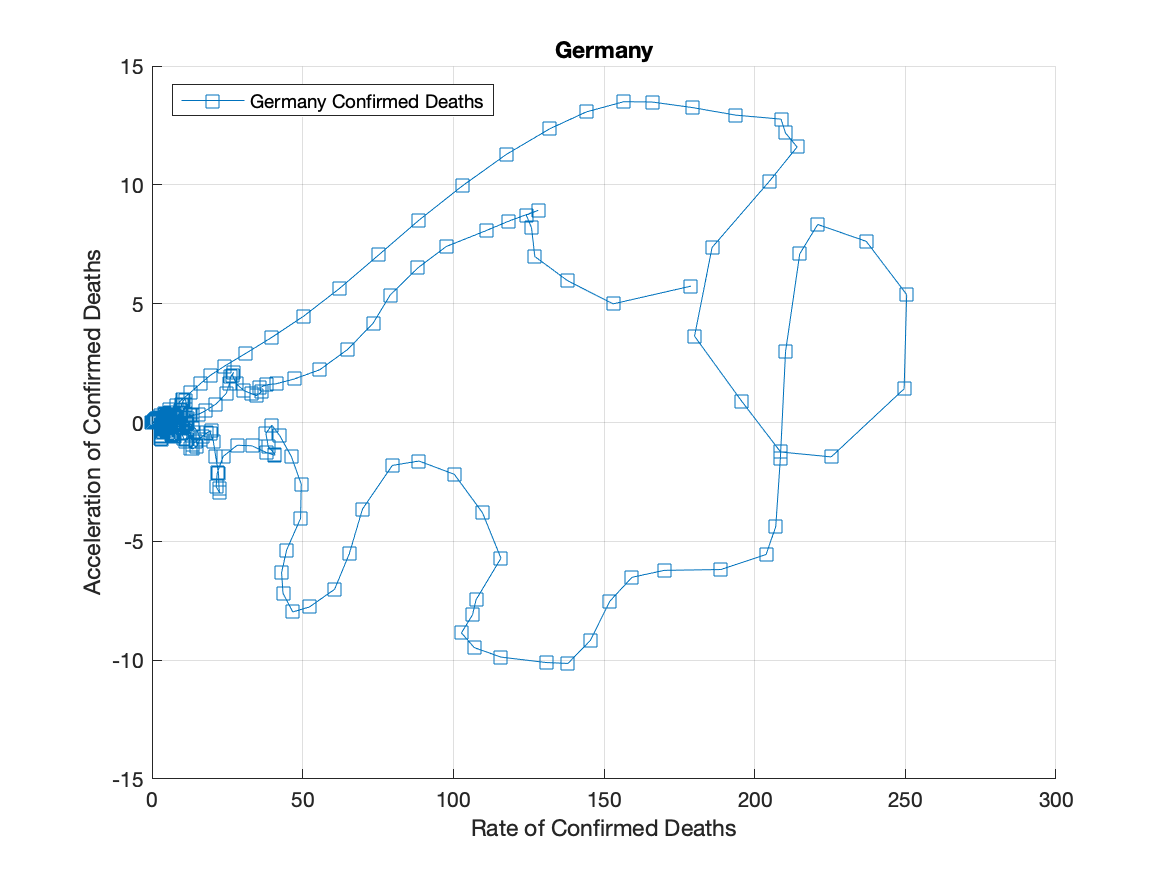 Germany
Germany Confirmed Deaths
15
10
5
0
-5
-10
-15
Acceleration of Confirmed Deaths
0 50 100 150 200 250 300
Rate of Confirmed Deaths